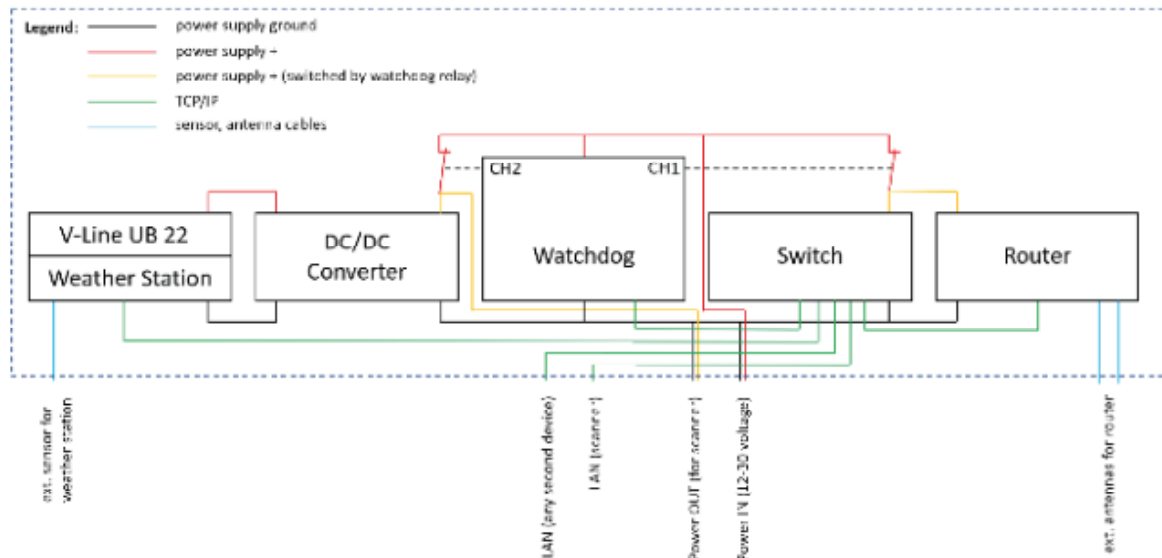 Legend:
power supply ground
power supply +
power supply + (switched by watchdog relay)
TCP/IP
sensor, antenna cables
CH2
CH1
V-Line UB 22
Weather Station
DC/DC
Converter
Watchdog
Switch
Router
ext. sensor for
weather station
LAN (any second device)
LAN (scanner)
Power OUT (for scanner)
Power IN (12-30 voltage)
ext. antennas for router